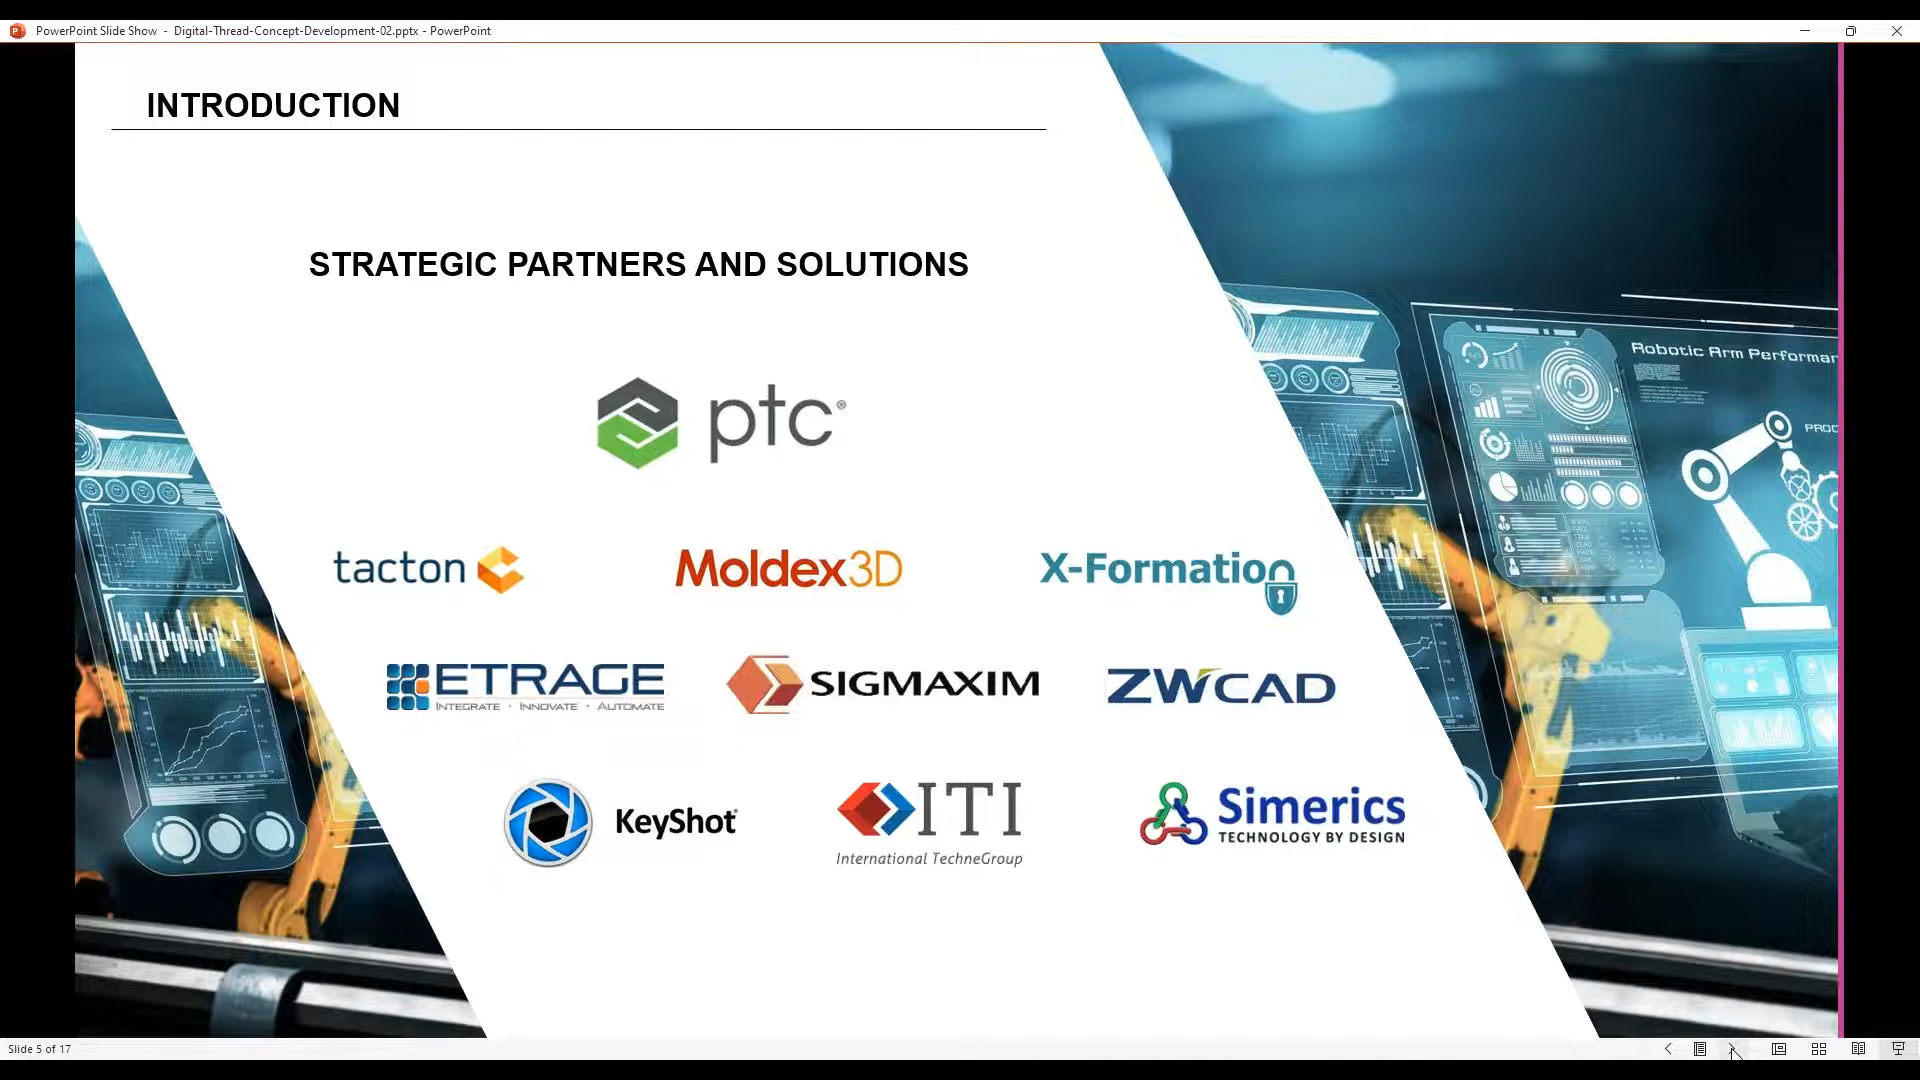 PowerPoint Slide Show - Digital-Thread-Concept-Development-02.pptx - PowerPoint
INTRODUCTION
STRATEGIC PARTNERS AND SOLUTIONS
ptc®
tacton
Moldex3D
X-Formation
ETRAGE
INTEGRATE · INNOVATE · AUTOMATE
SIGMAXIM
ZWCAD
KeyShot
ITI
International TechneGroup
Simerics
TECHNOLOGY BY DESIGN
Robotic Arm Performan
PROC
Slide 5 of 17